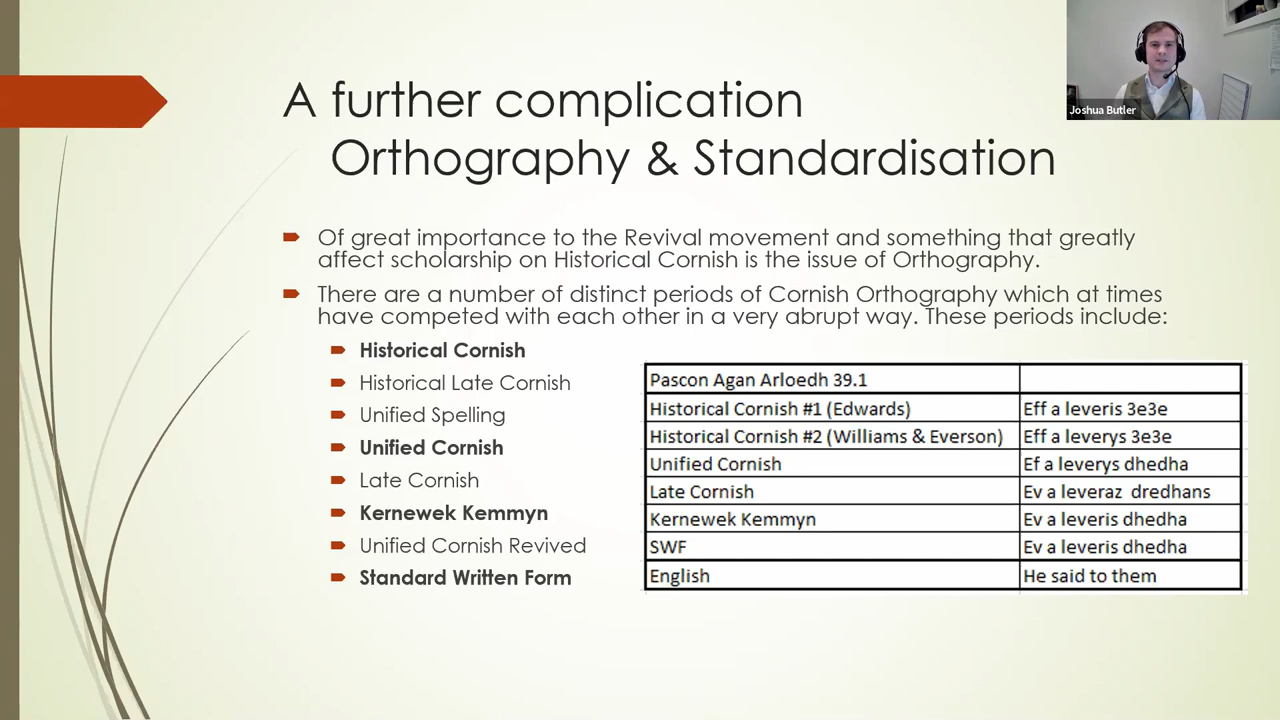 Joshua Butler
A further complication
Orthography & Standardisation
Of great importance to the Revival movement and something that greatly
affect scholarship on Historical Cornish is the issue of Orthography.
There are a number of distinct periods of Cornish Orthography which at times
have competed with each other in a very abrupt way. These periods include:
Historical Cornish
Historical Late Cornish
Unified Spelling
Unified Cornish
Late Cornish
Kernewek Kemmyn
Unified Cornish Revived
Standard Written Form
Pascon Agan Arloedh 39.1
Historical Cornish #1 (Edwards) Eff a leveris 3e3e
Historical Cornish #2 (Williams & Everson) Eff a leverys 3e3e
Unified Cornish Ef a leverys dhedha
Late Cornish Ev a leveraz dredhans
Kernewek Kemmyn Ev a leveris dhedha
SWF Ev a leveris dhedha
English He said to them